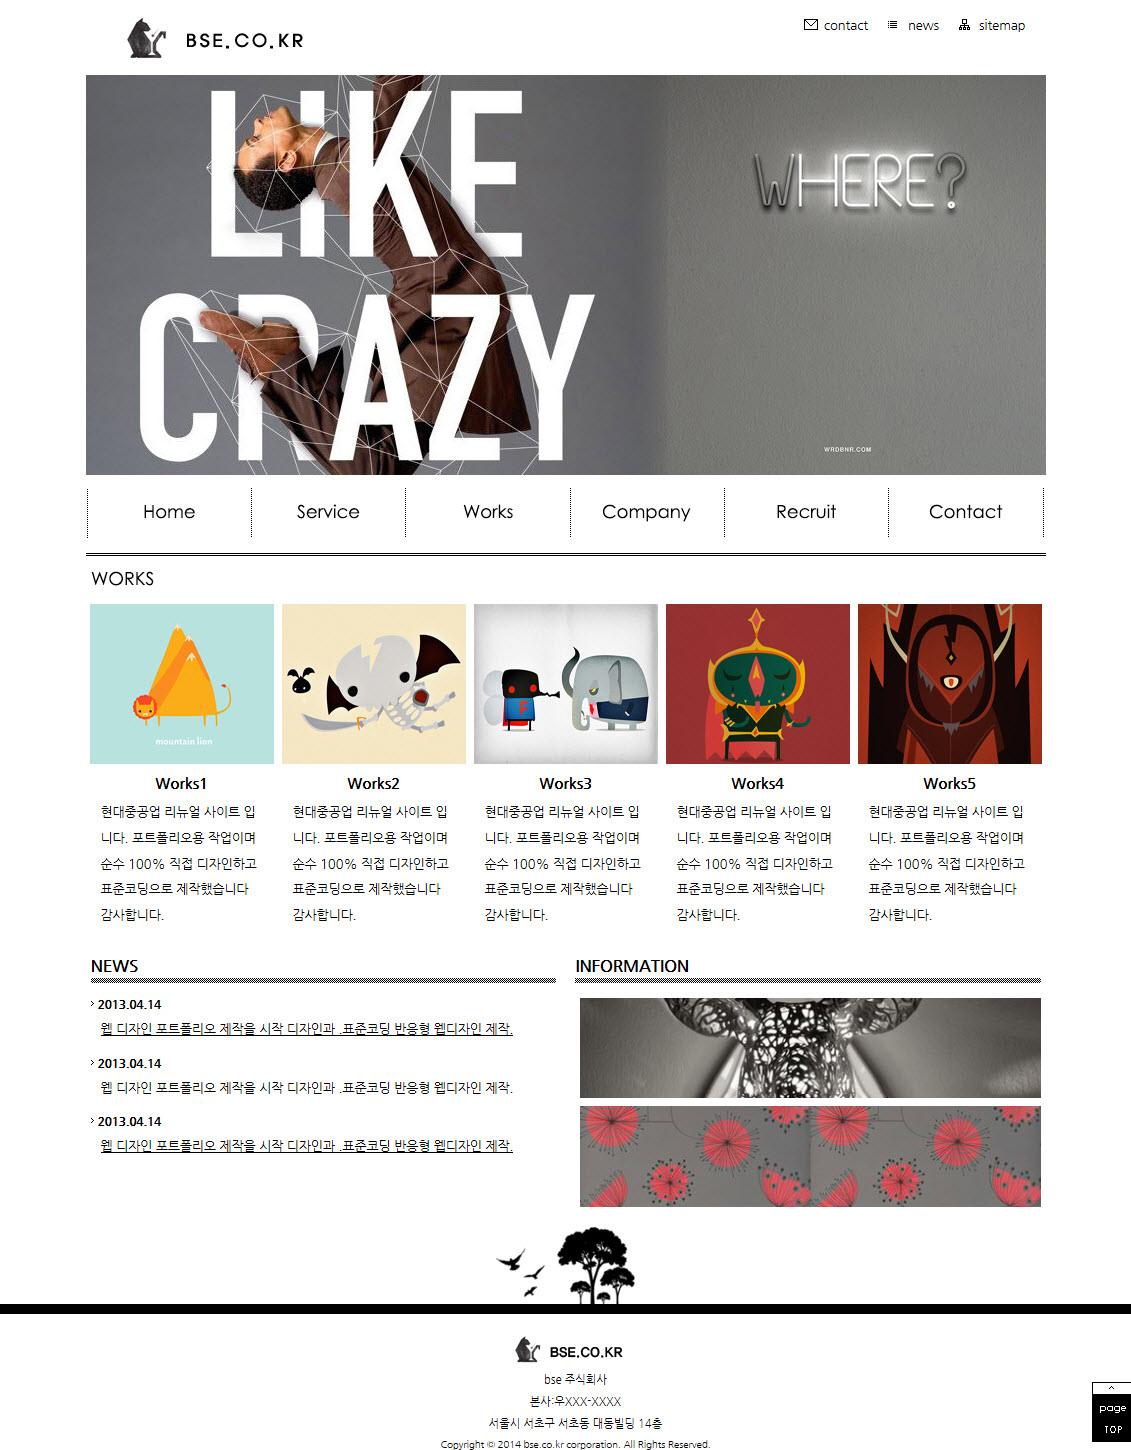 BSE.CO.KR
contact
news
sitemap
LIKE
CRAZY
WHERE?
WRDBNR.COM
Home
Service
Works
Company
Recruit
Contact
WORKS
mountain lion
F
F
Works1
현대중공업 리뉴얼 사이트 입
니다. 포트폴리오용 작업이며
순수 100% 직접 디자인하고
표준코딩으로 제작했습니다
감사합니다.
Works2
현대중공업 리뉴얼 사이트 입
니다. 포트폴리오용 작업이며
순수 100% 직접 디자인하고
표준코딩으로 제작했습니다
감사합니다.
Works3
현대중공업 리뉴얼 사이트 입
니다. 포트폴리오용 작업이며
순수 100% 직접 디자인하고
표준코딩으로 제작했습니다
감사합니다.
Works4
현대중공업 리뉴얼 사이트 입
니다. 포트폴리오용 작업이며
순수 100% 직접 디자인하고
표준코딩으로 제작했습니다
감사합니다.
Works5
현대중공업 리뉴얼 사이트 입
니다. 포트폴리오용 작업이며
순수 100% 직접 디자인하고
표준코딩으로 제작했습니다
감사합니다.
NEWS
2013.04.14
웹 디자인 포트폴리오 제작을 시작 디자인과 .표준코딩 반응형 웹디자인 제작.
2013.04.14
웹 디자인 포트폴리오 제작을 시작 디자인과 .표준코딩 반응형 웹디자인 제작.
2013.04.14
웹 디자인 포트폴리오 제작을 시작 디자인과 .표준코딩 반응형 웹디자인 제작.
INFORMATION
BSE.CO.KR
bse 주식회사
본사:우XXX-XXXX
서울시 서초구 서초동 대동빌딩 14층
Copyright © 2014 bse.co.kr corporation. All Rights Reserved.
page
TOP